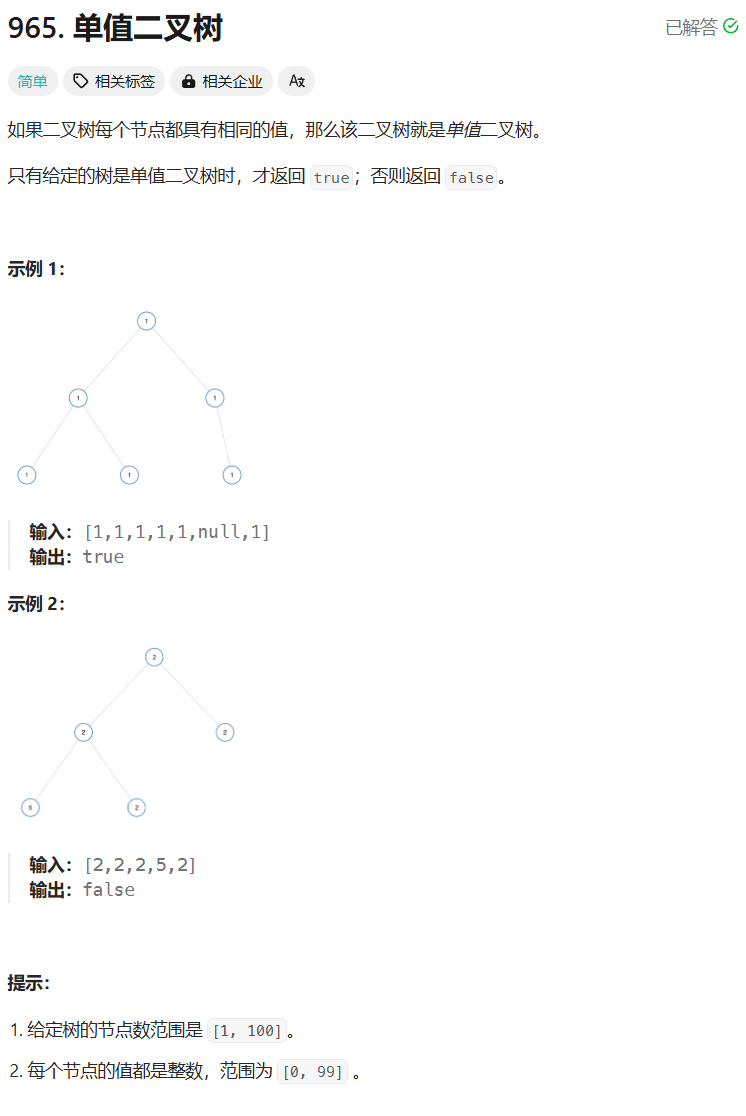 965. 单值二叉树
已解答
简单 相关标签 相关企业 Aあ
如果二叉树每个节点都具有相同的值，那么该二叉树就是单值二叉树。
只有给定的树是单值二叉树时，才返回 true；否则返回 false。
示例 1：
1
1 1
1 1 1
输入：[1,1,1,1,1,null,1]
输出：true
示例 2：
2
2 2
5 2
输入：[2,2,2,5,2]
输出：false
提示：
1. 给定树的节点数范围是 [1, 100]。
2. 每个节点的值都是整数，范围为 [0, 99] 。